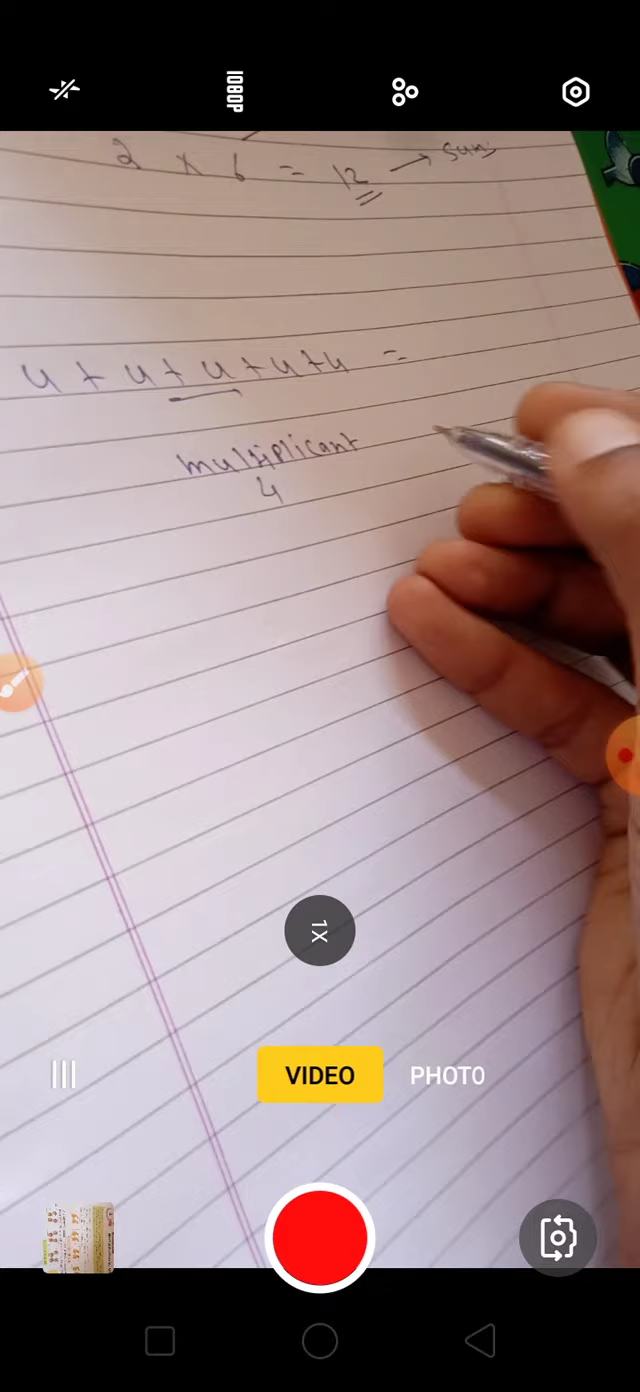 1080P
2 × 6 = 12 → Sum
4 + 4 + 4 + 4 + 4 =
multiplicant
4
1X
VIDEO
PHOTO